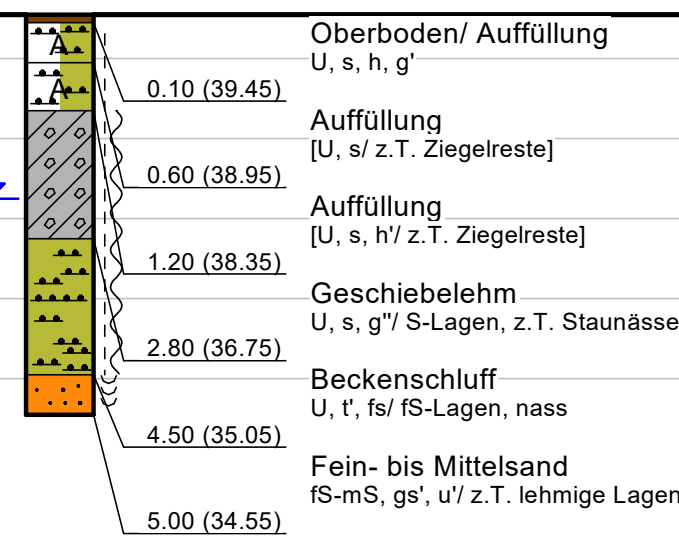 Oberboden/ Auffüllung
U, s, h, g'
0.10 (39.45)
Auffüllung
[U, s/ z.T. Ziegelreste]
0.60 (38.95)
Auffüllung
[U, s, h'/ z.T. Ziegelreste]
1.20 (38.35)
Geschiebelehm
U, s, g"/ S-Lagen, z.T. Staunässe
2.80 (36.75)
Beckenschluff
U, t', fs/ fS-Lagen, nass
4.50 (35.05)
Fein- bis Mittelsand
fS-mS, gs', u'/ z.T. lehmige Lagen
5.00 (34.55)
A
A